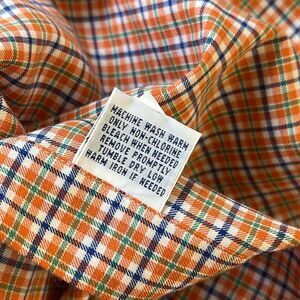 MACHINE WASH WARM
ONLY NON-CHLORINE
BLEACH WHEN NEEDED
REMOVE PROMPTLY
TUMBLE DRY LOW
WARM IRON IF NEEDED